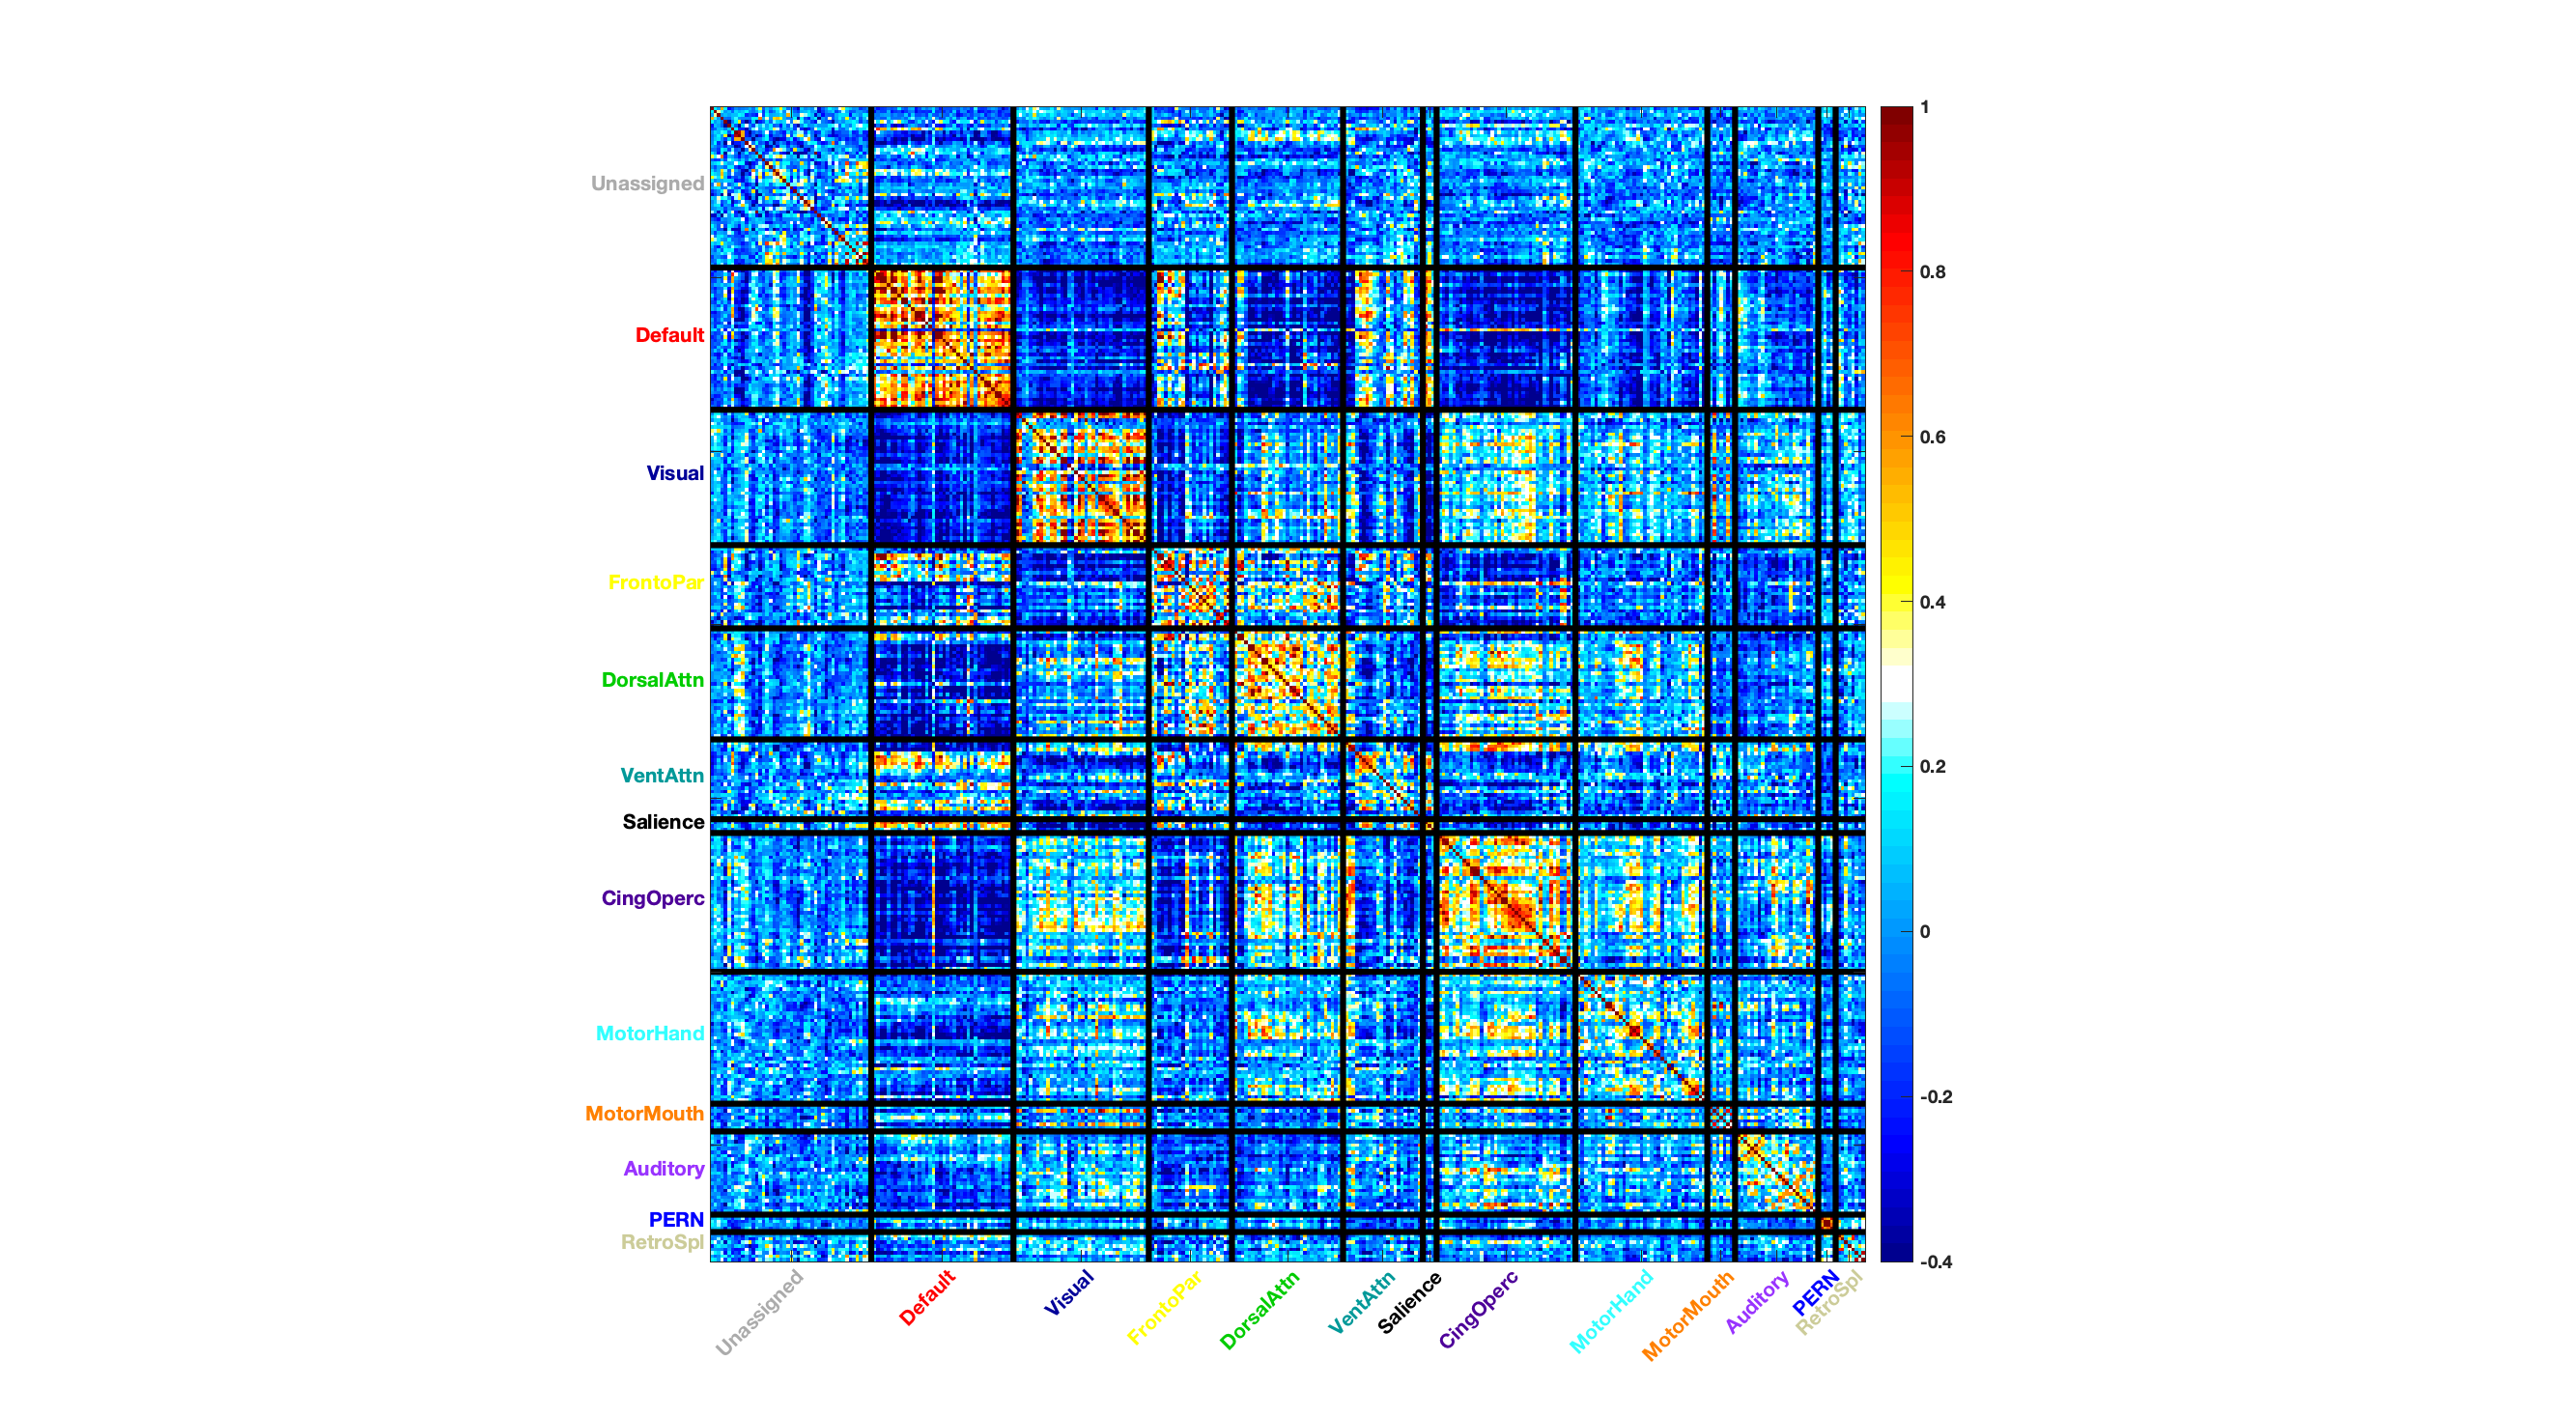 Unassigned
Default
Visual
FrontoPar
DorsalAttn
VentAttn
Salience
CingOperc
MotorHand
MotorMouth
Auditory
PERN
RetroSpl
Unassigned
Default
Visual
FrontoPar
DorsalAttn
VentAttn
Salience
CingOperc
MotorHand
MotorMouth
Auditory
PERN
RetroSpl
1
0.8
0.6
0.4
0.2
0
-0.2
-0.4